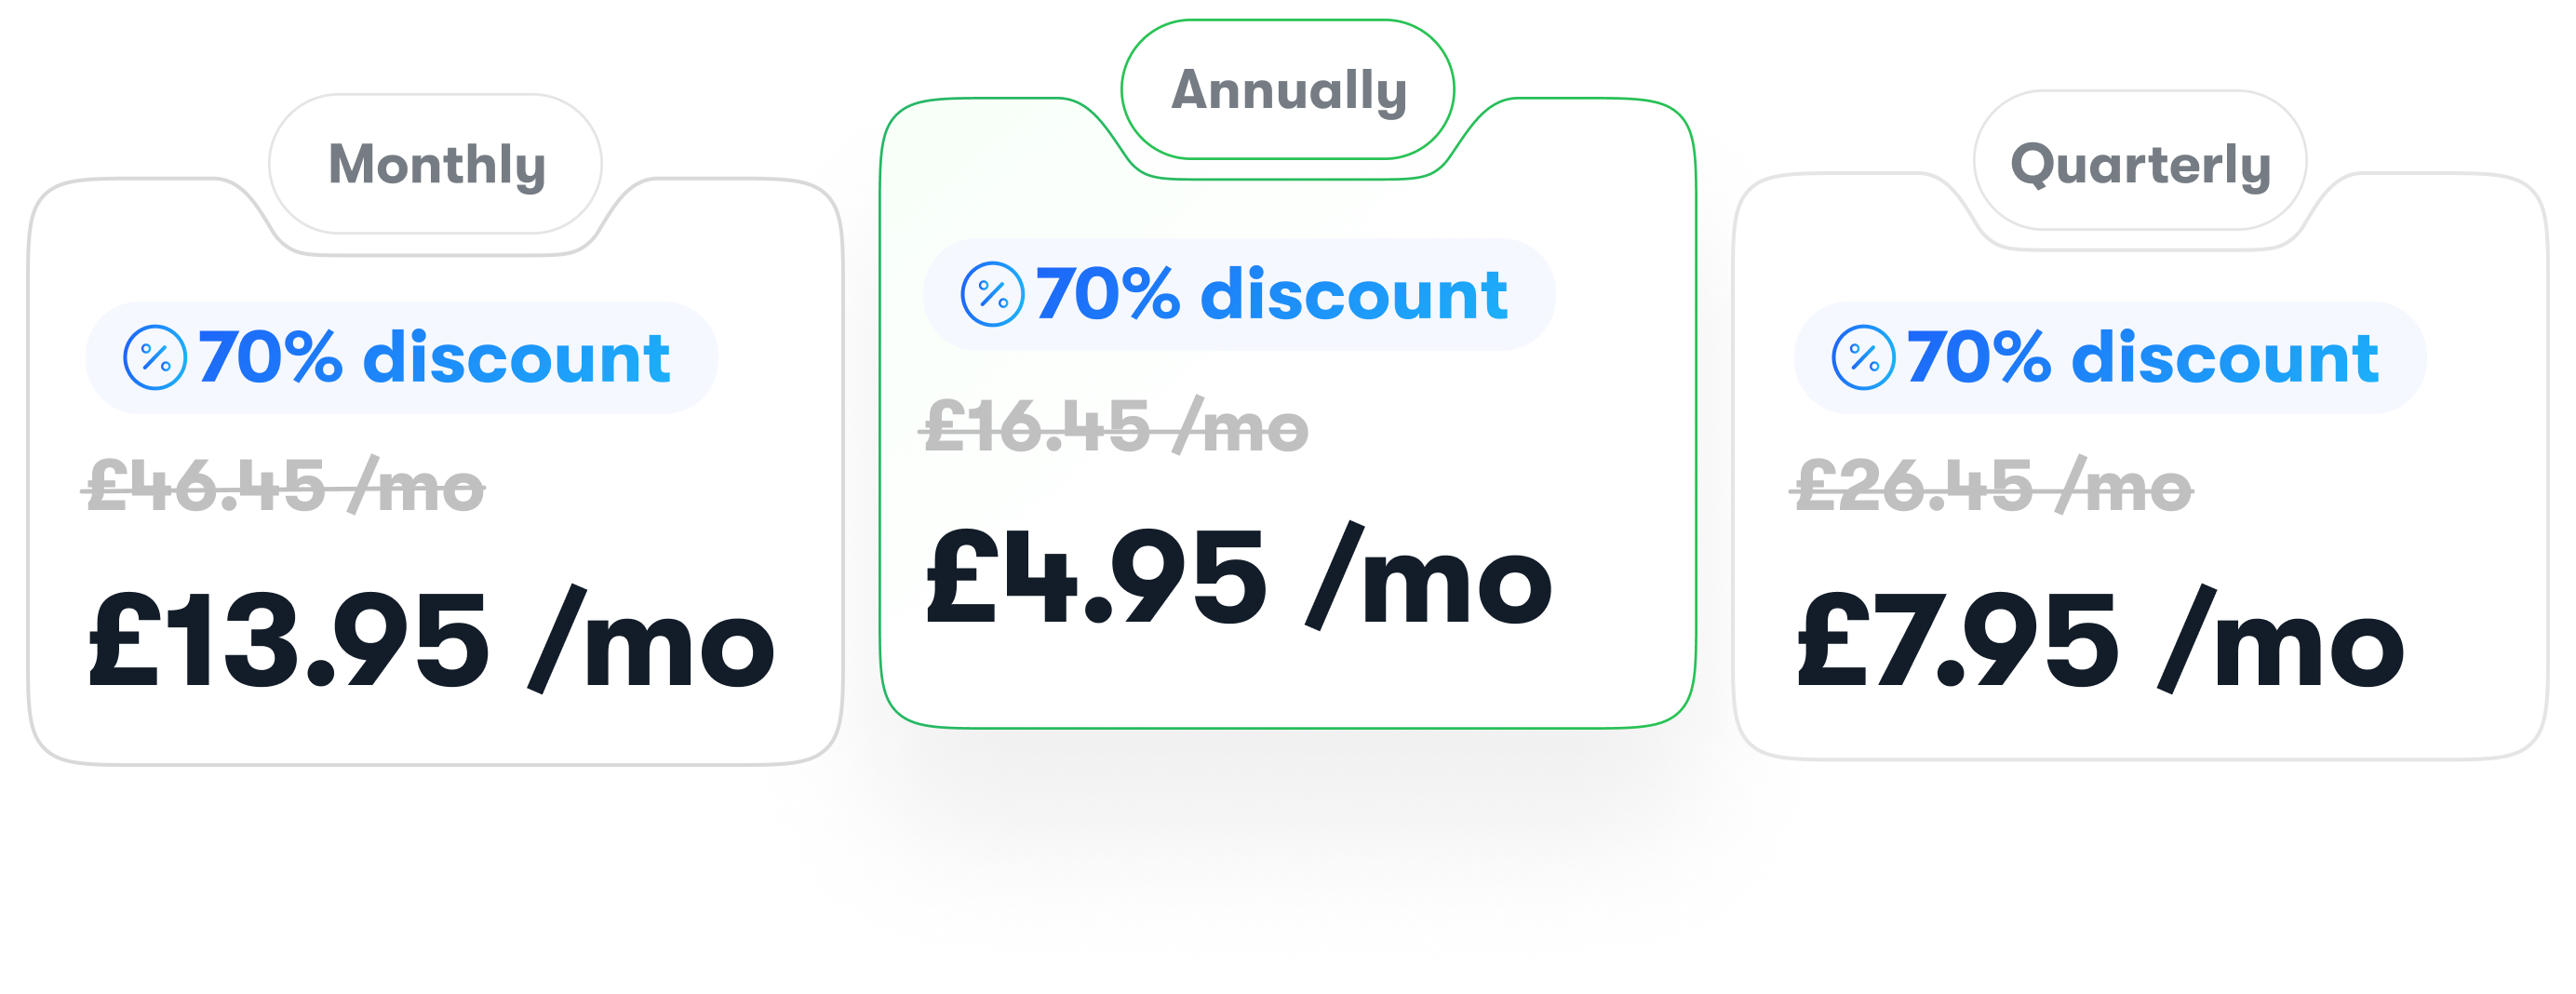 Monthly
70% discount
£46.45 /mo
£13.95 /mo
Annually
70% discount
£16.45 /mo
£4.95 /mo
Quarterly
70% discount
£26.45 /mo
£7.95 /mo